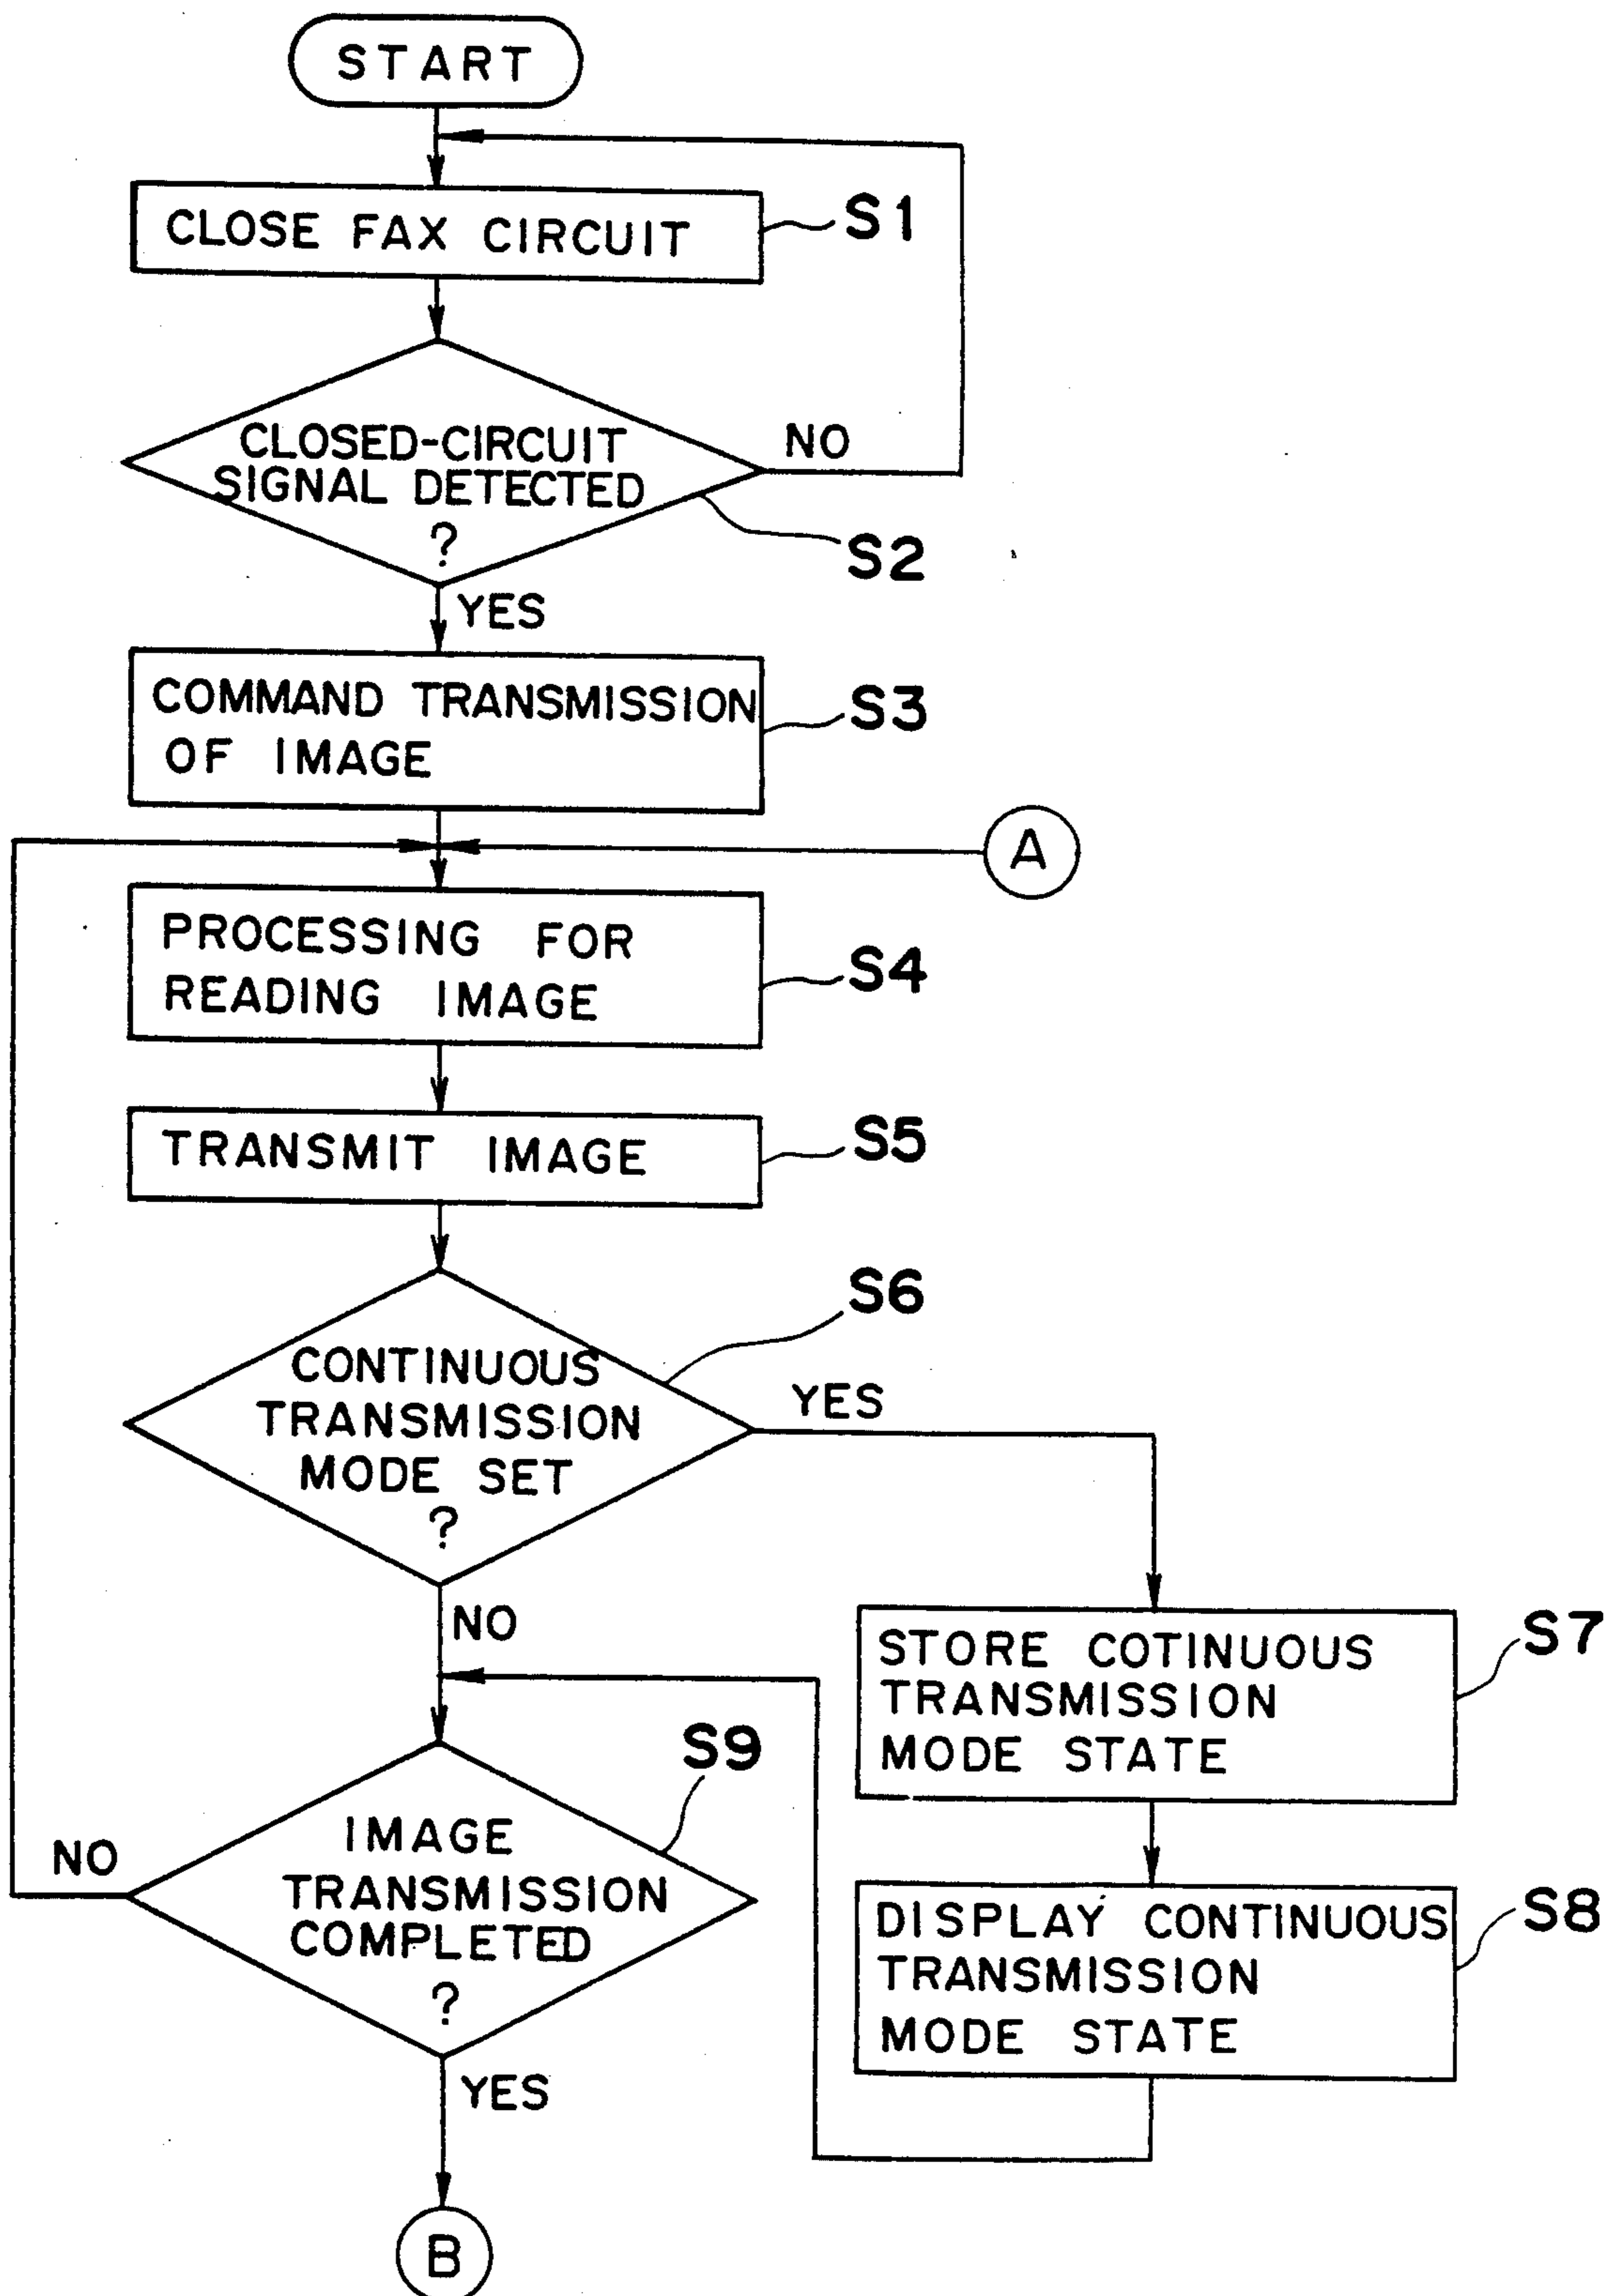 START
CLOSE FAX CIRCUIT
S1
CLOSED-CIRCUIT
SIGNAL DETECTED
?
NO
S2
YES
COMMAND TRANSMISSION
OF IMAGE
S3
A
PROCESSING FOR
READING IMAGE
S4
TRANSMIT IMAGE
S5
S6
CONTINUOUS
TRANSMISSION
MODE SET
?
YES
NO
STORE COTINUOUS
TRANSMISSION
MODE STATE
S7
S9
IMAGE
TRANSMISSION
COMPLETED
?
NO
DISPLAY CONTINUOUS
TRANSMISSION
MODE STATE
S8
YES
B